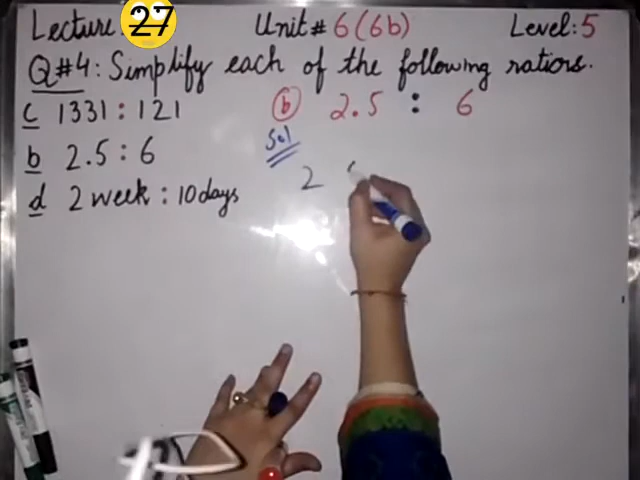 Lecture: 27 Unit # 6 (6b) Level: 5
Q#4: Simplify each of the following rations.
c 1331 : 121
b 2.5 : 6
d 2 week : 10 days
(b) 2.5 : 6
Sol
2